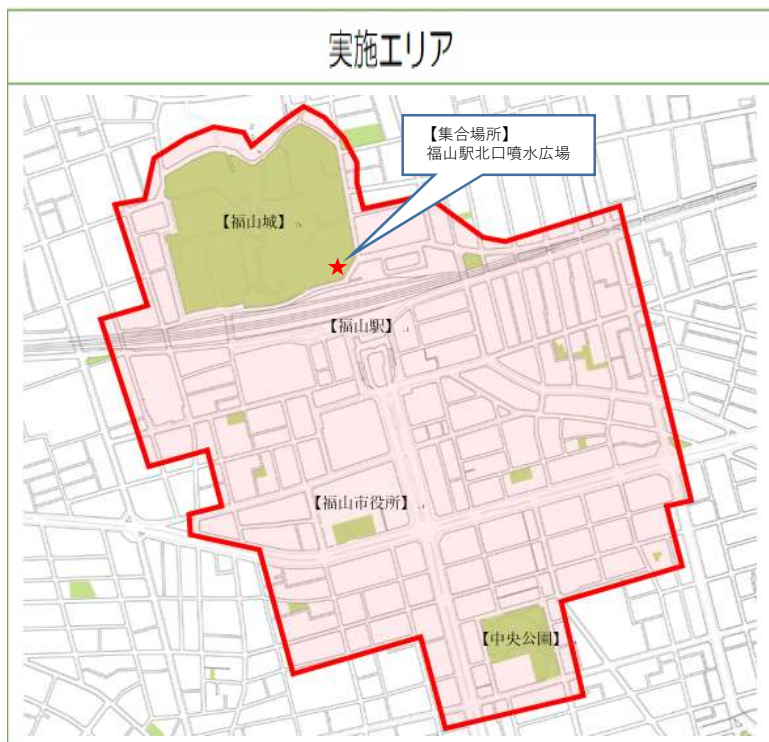 実施エリア
【集合場所】
福山駅北口噴水広場
【福山城】
【福山駅】
【福山市役所】
【中央公園】